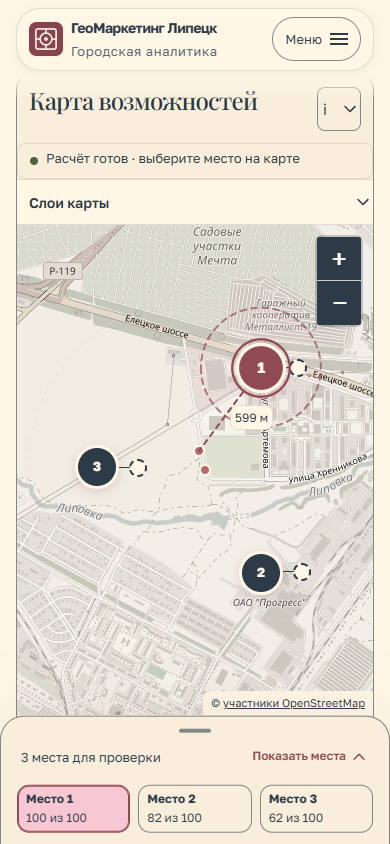 ГеоМаркетинг Липецк
Городская аналитика
Меню
Карта возможностей
i
Расчёт готов · выберите место на карте
Слои карты
Садовые
участки
Мечта
+
−
Р-119
Гаражный
кооператив
Металлист-19
Елецкое шоссе
1
Елецкое шоссе
599 м
3
улица Хренникова
Липовка
Липовка
2
ОАО "Прогресс"
© участники OpenStreetMap
3 места для проверки
Показать места
Место 1
100 из 100
Место 2
82 из 100
Место 3
62 из 100